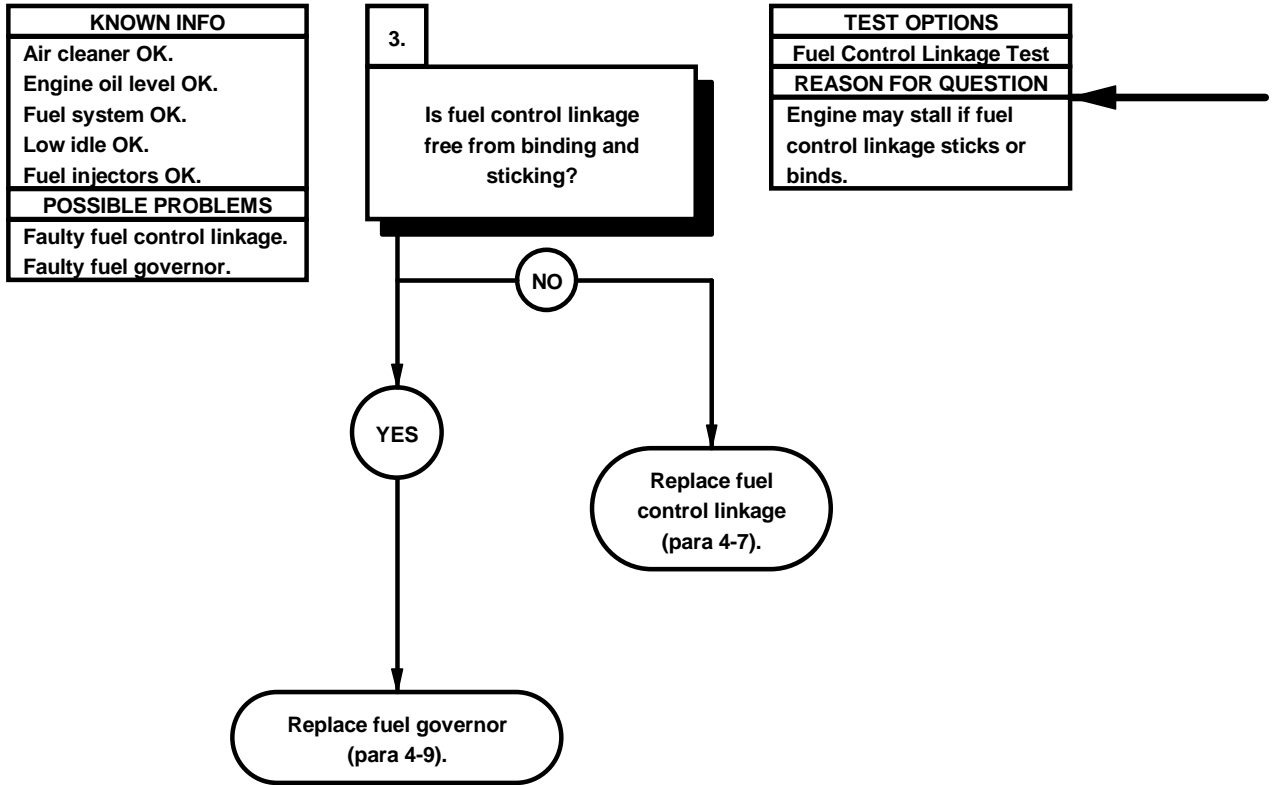 KNOWN INFO
Air cleaner OK.
Engine oil level OK.
Fuel system OK.
Low idle OK.
Fuel injectors OK.
POSSIBLE PROBLEMS
Faulty fuel control linkage.
Faulty fuel governor.
3.
Is fuel control linkage
free from binding and
sticking?
TEST OPTIONS
Fuel Control Linkage Test
REASON FOR QUESTION
Engine may stall if fuel
control linkage sticks or
binds.
NO
YES
Replace fuel
control linkage
(para 4-7).
Replace fuel governor
(para 4-9).